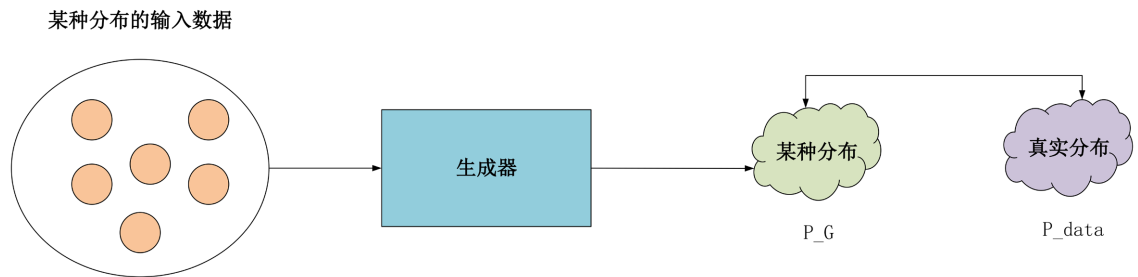 某种分布的输入数据
生成器
某种分布
真实分布
P_G
P_data